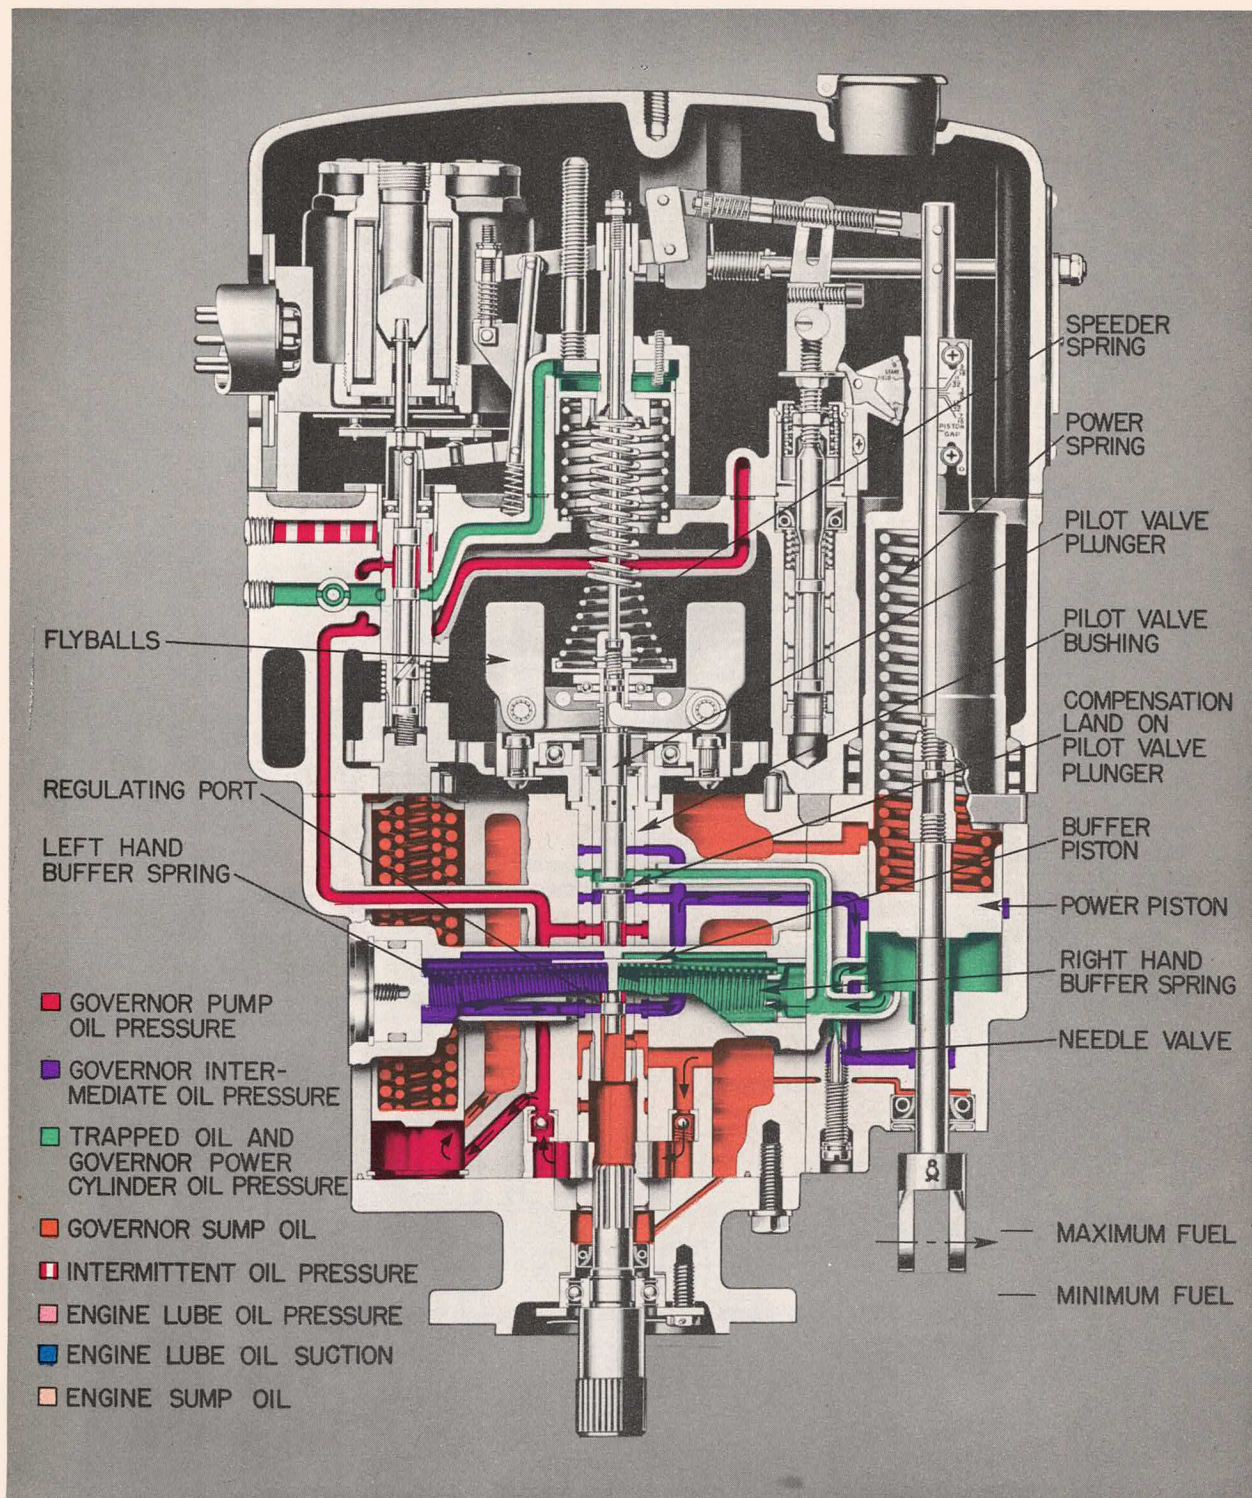 SPEEDER
SPRING
POWER
SPRING
PISTON
GAP
PILOT VALVE
PLUNGER
PILOT VALVE
BUSHING
FLYBALLS
COMPENSATION
LAND ON
PILOT VALVE
PLUNGER
REGULATING PORT
LEFT HAND
BUFFER SPRING
BUFFER
PISTON
POWER PISTON
RIGHT HAND
BUFFER SPRING
NEEDLE VALVE
GOVERNOR PUMP
OIL PRESSURE
GOVERNOR INTER-
MEDIATE OIL PRESSURE
TRAPPED OIL AND
GOVERNOR POWER
CYLINDER OIL PRESSURE
GOVERNOR SUMP OIL
INTERMITTENT OIL PRESSURE
ENGINE LUBE OIL PRESSURE
ENGINE LUBE OIL SUCTION
ENGINE SUMP OIL
MAXIMUM FUEL
MINIMUM FUEL